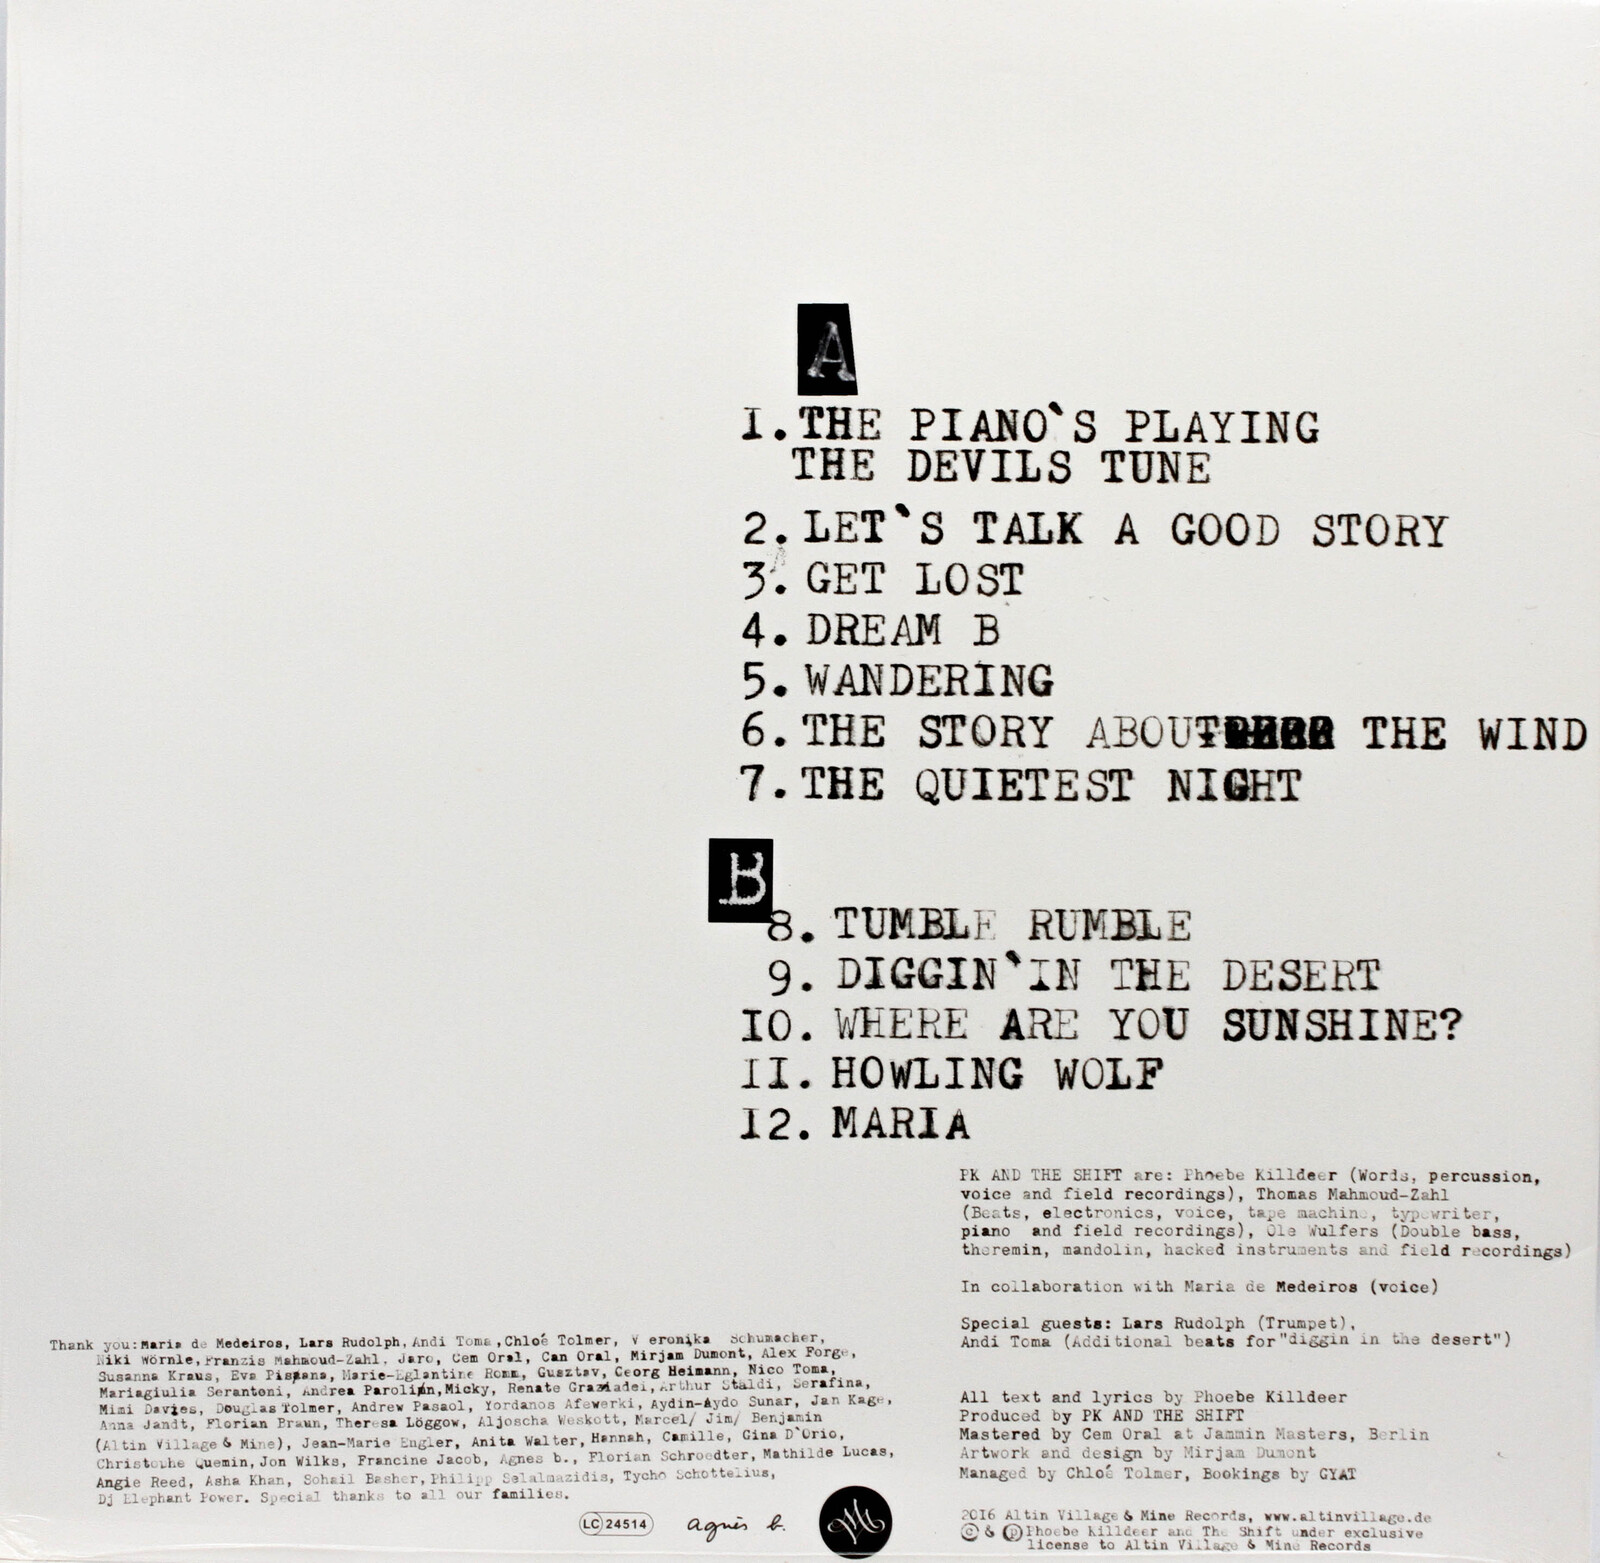 A
1. THE PIANO`S PLAYING
THE DEVILS TUNE
2. LET`S TALK A GOOD STORY
3. GET LOST
4. DREAM B
5. WANDERING
6. THE STORY ABOUT THE WIND
7. THE QUIETEST NIGHT
B
8. TUMBLE RUMBLE
9. DIGGIN`IN THE DESERT
10. WHERE ARE YOU SUNSHINE?
11. HOWLING WOLF
12. MARIA
PK AND THE SHIFT are: Phoebe Killdeer (Words, percussion,
voice and field recordings), Thomas Mahmoud-Zahl
(Beats, electronics, voice, tape machine, typewriter,
piano and field recordings), Ole Wulfers (Double bass,
theremin, mandolin, hacked instruments and field recordings)
In collaboration with Maria de Medeiros (voice)
Special guests: Lars Rudolph (Trumpet),
Andi Toma (Additional beats for "diggin in the desert")
All text and lyrics by Phoebe Killdeer
Produced by PK AND THE SHIFT
Mastered by Cem Oral at Jammin Masters, Berlin
Artwork and design by Mirjam Dumont
Managed by Chloé Tolmer, Bookings by GYAT
2016 Altin Village & Mine Records, www.altinvillage.de
© & ℗ Phoebe Killdeer and The Shift under exclusive
license to Altin Village & Mine Records
Thank you: Maria de Medeiros, Lars Rudolph, Andi Toma, Chloé Tolmer, V eronika Schumacher,
Niki Wörnle, Franzis Mahmoud-Zahl, Jaro, Cem Oral, Can Oral, Mirjam Dumont, Alex Forge,
Susanna Kraus, Eva Pisans, Marie-Eglantine Romm, Gusztav, Georg Heimann, Nico Toma,
Mariagiulia Serantoni, Andrea Parolin, Micky, Renate Graziadei, Arthur Stäldi, Serafina,
Mimi Davies, Douglas Tolmer, Andrew Pasaol, Yordanos Afewerki, Aydin-Aydo Sunar, Jan Kage,
Anna Jandt, Florian Braun, Theresa Löggow, Aljoscha Weskott, Marcel/ Jim/ Benjamin
(Altin Village & Mine), Jean-Marie Engler, Anita Walter, Hannah, Camille, Gina D`Orio,
Christophe Quemin, Jon Wilks, Francine Jacob, Agnes b., Florian Schroedter, Mathilde Lucas,
Angie Reed, Asha Khan, Sohail Basher, Philipp Selalmazidis, Tycho Schottelius,
Dj Elephant Power. Special thanks to all our families.
LC 24514
agnès b.